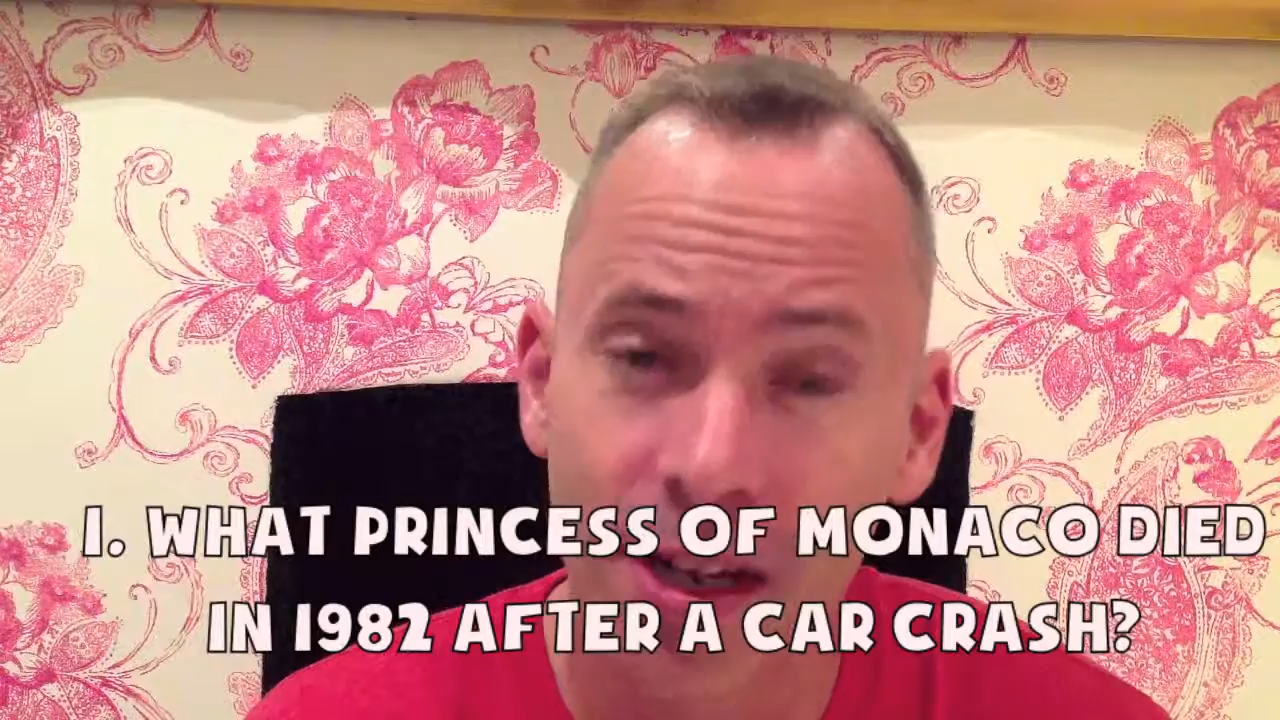 1. WHAT PRINCESS OF MONACO DIED
IN 1982 AFTER A CAR CRASH?